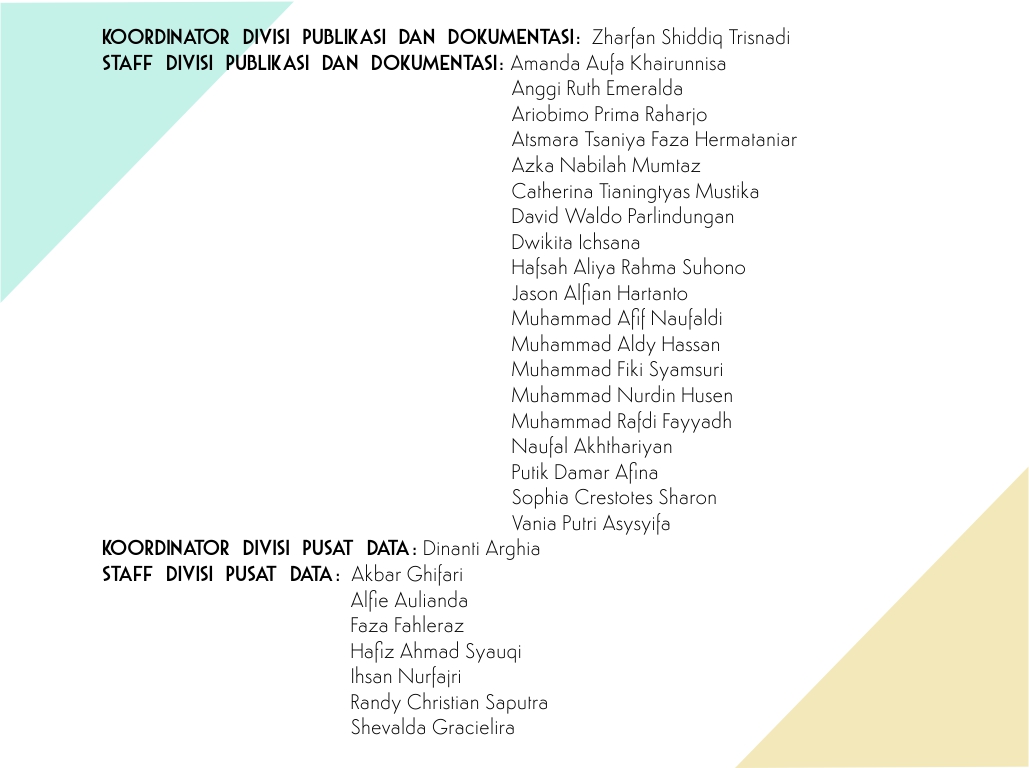 KOORDINATOR DIVISI PUBLIKASI DAN DOKUMENTASI: Zharfan Shiddiq Trisnadi
STAFF DIVISI PUBLIKASI DAN DOKUMENTASI: Amanda Aufa Khairunnisa
Anggi Ruth Emeralda
Ariobimo Prima Raharjo
Atsmara Tsaniya Faza Hermataniar
Azka Nabilah Mumtaz
Catherina Tianingtyas Mustika
David Waldo Parlindungan
Dwikita Ichsana
Hafsah Aliya Rahma Suhono
Jason Alfian Hartanto
Muhammad Afif Naufaldi
Muhammad Aldy Hassan
Muhammad Fiki Syamsuri
Muhammad Nurdin Husen
Muhammad Rafdi Fayyadh
Naufal Akhthariyan
Putik Damar Afina
Sophia Crestotes Sharon
Vania Putri Asysyifa
KOORDINATOR DIVISI PUSAT DATA: Dinanti Arghia
STAFF DIVISI PUSAT DATA: Akbar Ghifari
Alfie Aulianda
Faza Fahleraz
Hafiz Ahmad Syauqi
Ihsan Nurfajri
Randy Christian Saputra
Shevalda Gracielira